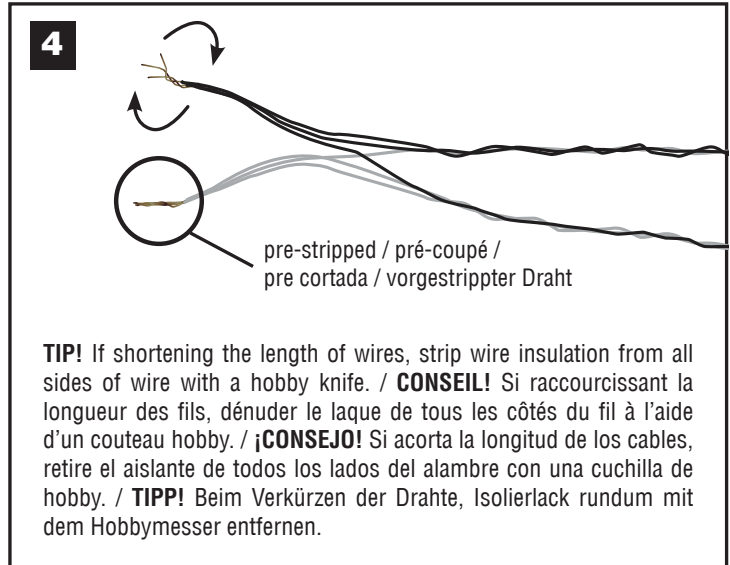 4
pre-stripped / pré-coupé /
pre cortada / vorgestrippter Draht
TIP! If shortening the length of wires, strip wire insulation from all
sides of wire with a hobby knife. / CONSEIL! Si raccourcissant la
longueur des fils, dénuder le laque de tous les côtés du fil à l’aide
d’un couteau hobby. / ¡CONSEJO! Si acorta la longitud de los cables,
retire el aislante de todos los lados del alambre con una cuchilla de
hobby. / TIPP! Beim Verkürzen der Drahte, Isolierlack rundum mit
dem Hobbymesser entfernen.